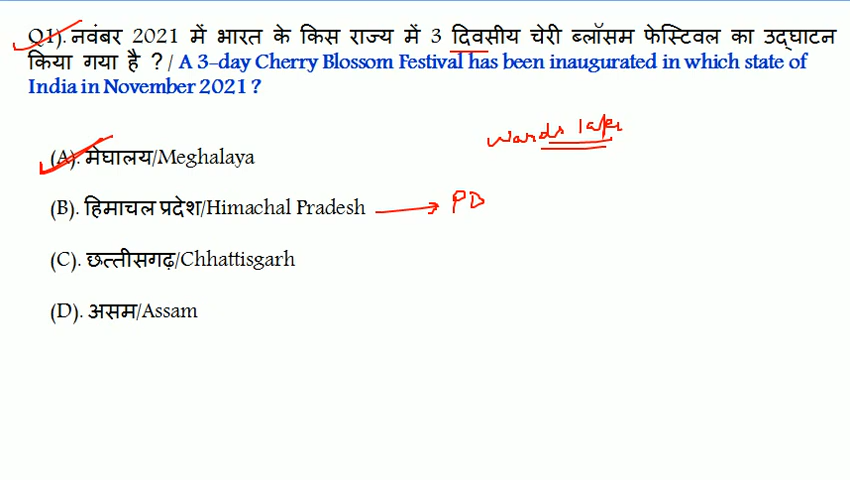 Q1). नवंबर 2021 में भारत के किस राज्य में 3 दिवसीय चेरी ब्लॉसम फेस्टिवल का उद्घाटन
किया गया है ? / A 3-day Cherry Blossom Festival has been inaugurated in which state of
India in November 2021 ?
(A). मेघालय/Meghalaya
(B). हिमाचल प्रदेश/Himachal Pradesh
(C). छत्तीसगढ़/Chhattisgarh
(D). असम/Assam